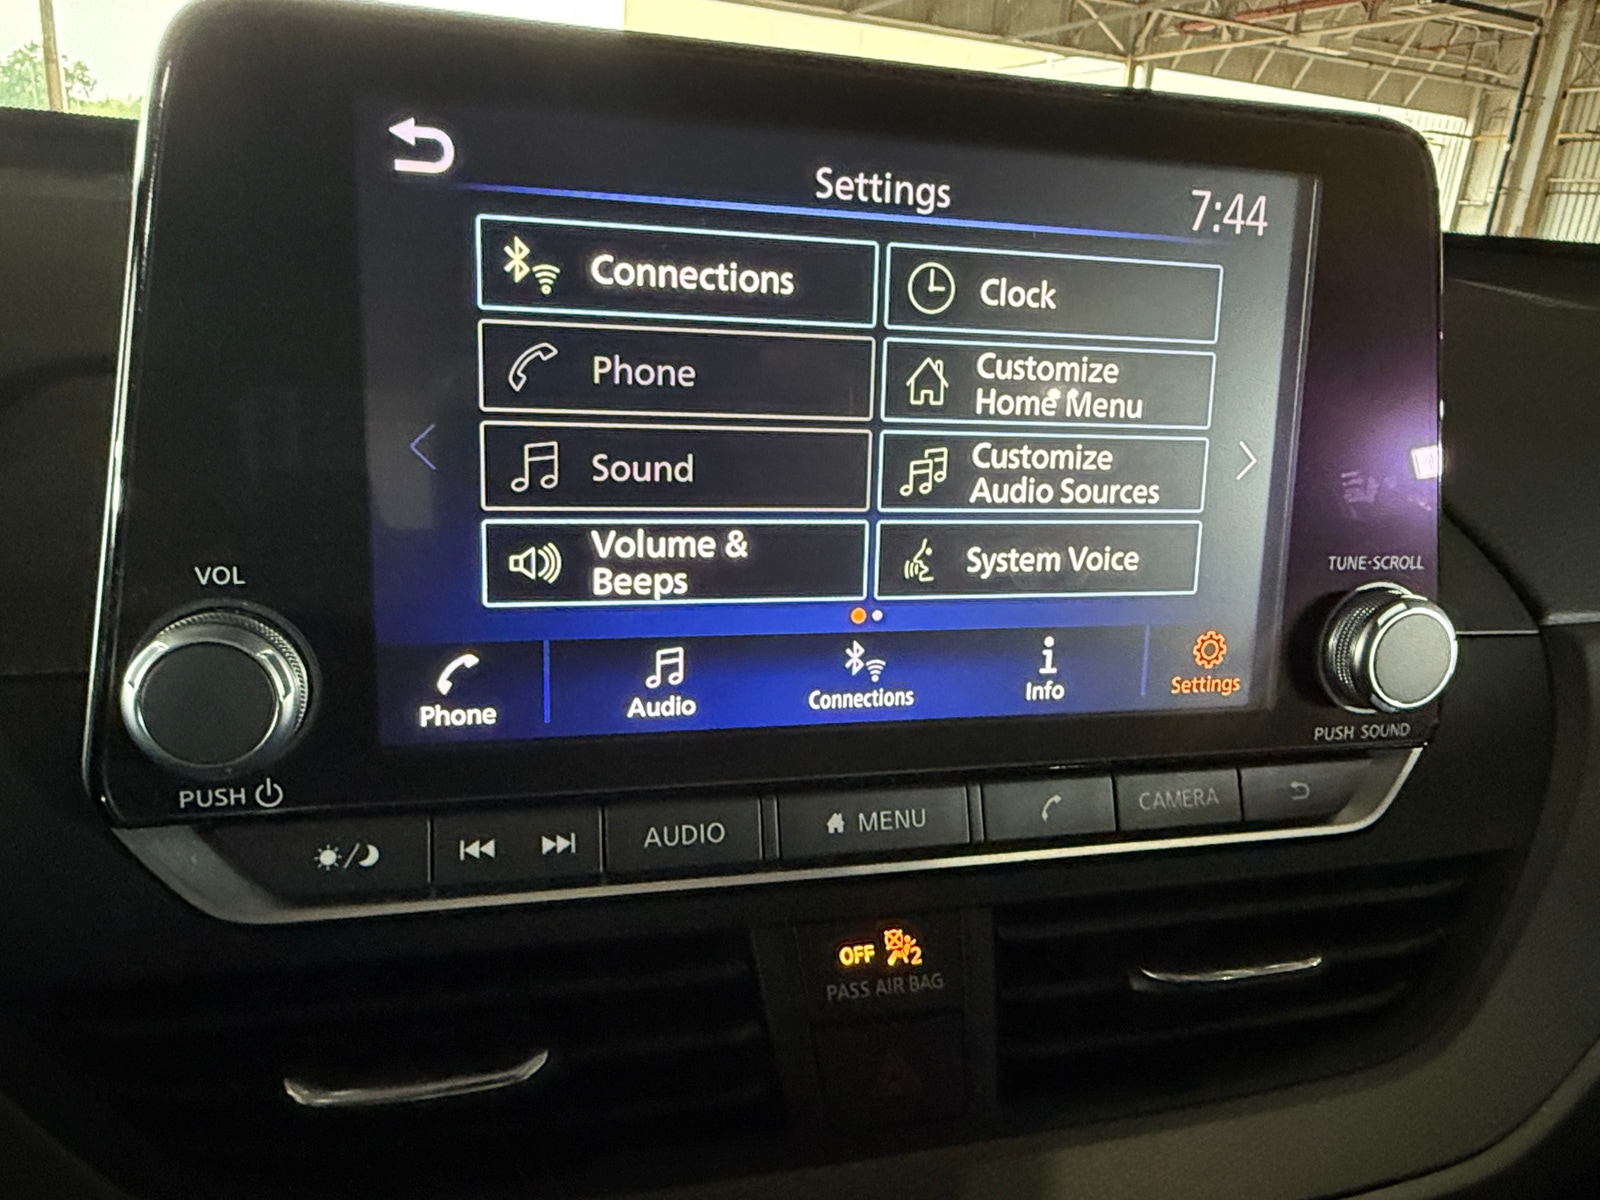 Settings
7:44
Connections
Clock
Phone
Customize
Home Menu
Sound
Customize
Audio Sources
Volume &
Beeps
System Voice
Phone
Audio
Connections
Info
Settings
VOL
PUSH
TUNE·SCROLL
PUSH SOUND
AUDIO
MENU
CAMERA
OFF 2
PASS AIR BAG